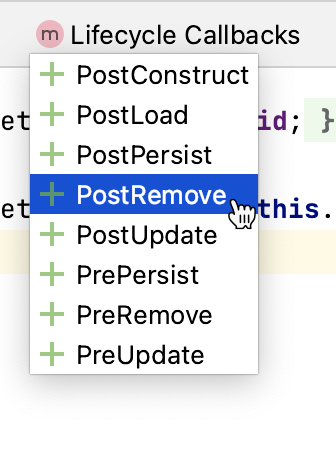 m Lifecycle Callbacks
PostConstruct
PostLoad
et id; }
PostPersist
PostRemove
et this.
PostUpdate
PrePersist
PreRemove
PreUpdate